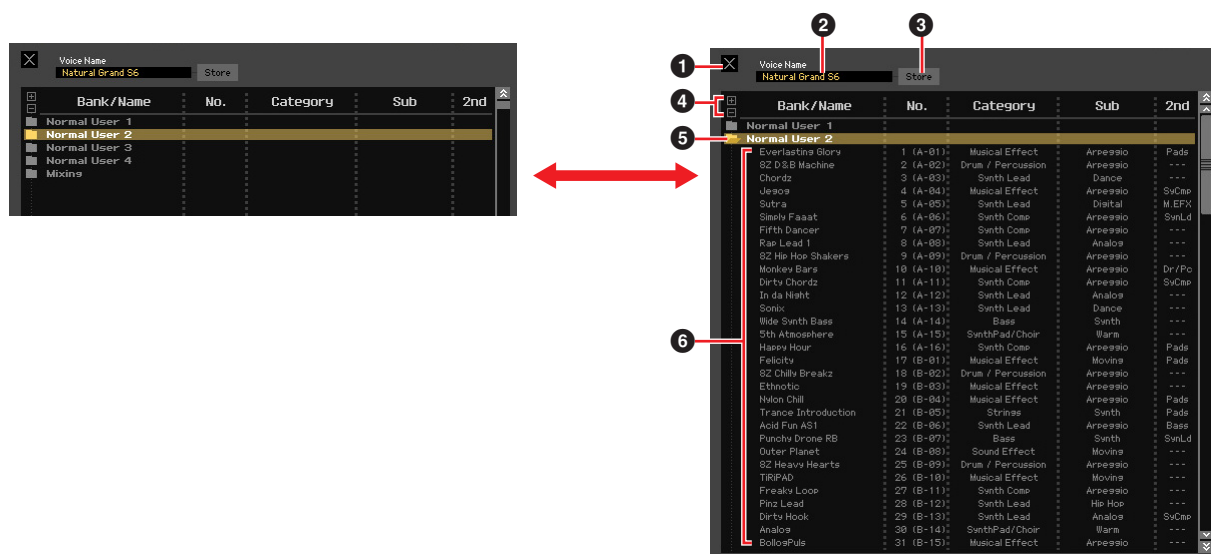 Voice Name
Natural Grand S6 Store
Bank/Name No. Category Sub 2nd
Normal User 1
Normal User 2
Normal User 3
Normal User 4
Mixing
2 3
1 Voice Name
Natural Grand S6 Store
4 Bank/Name No. Category Sub 2nd
Normal User 1
5 Normal User 2
Everlasting Glory 1 (A-01) Musical Effect Arpeggio Pads
8Z D&B Machine 2 (A-02) Drum / Percussion Arpeggio ---
Chordz 3 (A-03) Synth Lead Dance ---
Jegog 4 (A-04) Musical Effect Arpeggio SyCmp
Sutra 5 (A-05) Synth Lead Digital M.EFX
Simply Faaat 6 (A-06) Synth Comp Arpeggio SynLd
Fifth Dancer 7 (A-07) Synth Comp Arpeggio ---
Rap Lead 1 8 (A-08) Synth Lead Analog ---
8Z Hip Hop Shakers 9 (A-09) Drum / Percussion Arpeggio ---
Monkey Bars 10 (A-10) Musical Effect Arpeggio Dr/Pc
Dirty Chordz 11 (A-11) Synth Comp Arpeggio SyCmp
In da Night 12 (A-12) Synth Lead Analog ---
Sonix 13 (A-13) Synth Lead Dance ---
Wide Synth Bass 14 (A-14) Bass Synth ---
5th Atmosphere 15 (A-15) SynthPad/Choir Warm ---
6 Happy Hour 16 (A-16) Synth Comp Arpeggio Pads
Felicity 17 (B-01) Musical Effect Moving Pads
8Z Chilly Breakz 18 (B-02) Drum / Percussion Arpeggio ---
Ethnotic 19 (B-03) Musical Effect Arpeggio ---
Nylon Chill 20 (B-04) Musical Effect Arpeggio Pads
Trance Introduction 21 (B-05) Strings Synth Pads
Acid Fun AS1 22 (B-06) Synth Lead Arpeggio Bass
Punchy Drone RB 23 (B-07) Bass Synth SynLd
Outer Planet 24 (B-08) Sound Effect Moving ---
8Z Heavy Hearts 25 (B-09) Drum / Percussion Arpeggio ---
TiRiPAD 26 (B-10) Musical Effect Moving ---
Freaky Loop 27 (B-11) Synth Comp Arpeggio ---
Pinz Lead 28 (B-12) Synth Lead Hip Hop ---
Dirty Hook 29 (B-13) Synth Lead Analog SyCmp
Analog 30 (B-14) SynthPad/Choir Warm ---
BollogPuls 31 (B-15) Musical Effect Arpeggio ---